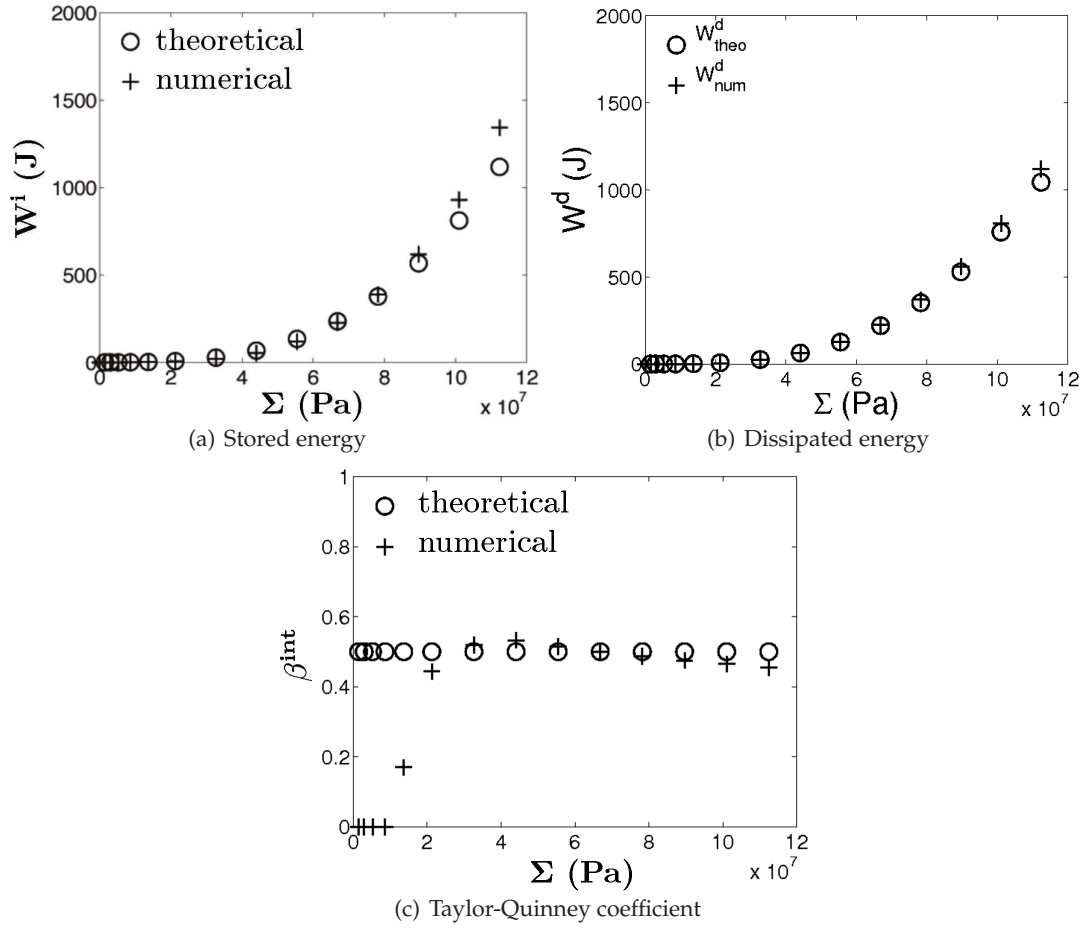 2000
1500
1000
500
0
theoretical
numerical
W^i (J)
0 2 4 6 8 10 12
x 10^7
Σ (Pa)
(a) Stored energy
2000
1500
1000
500
0
W^d_theo
W^d_num
W^d (J)
0 2 4 6 8 10 12
x 10^7
Σ (Pa)
(b) Dissipated energy
1
0.8
0.6
0.4
0.2
0
theoretical
numerical
β^int
0 2 4 6 8 10 12
x 10^7
Σ (Pa)
(c) Taylor-Quinney coefficient